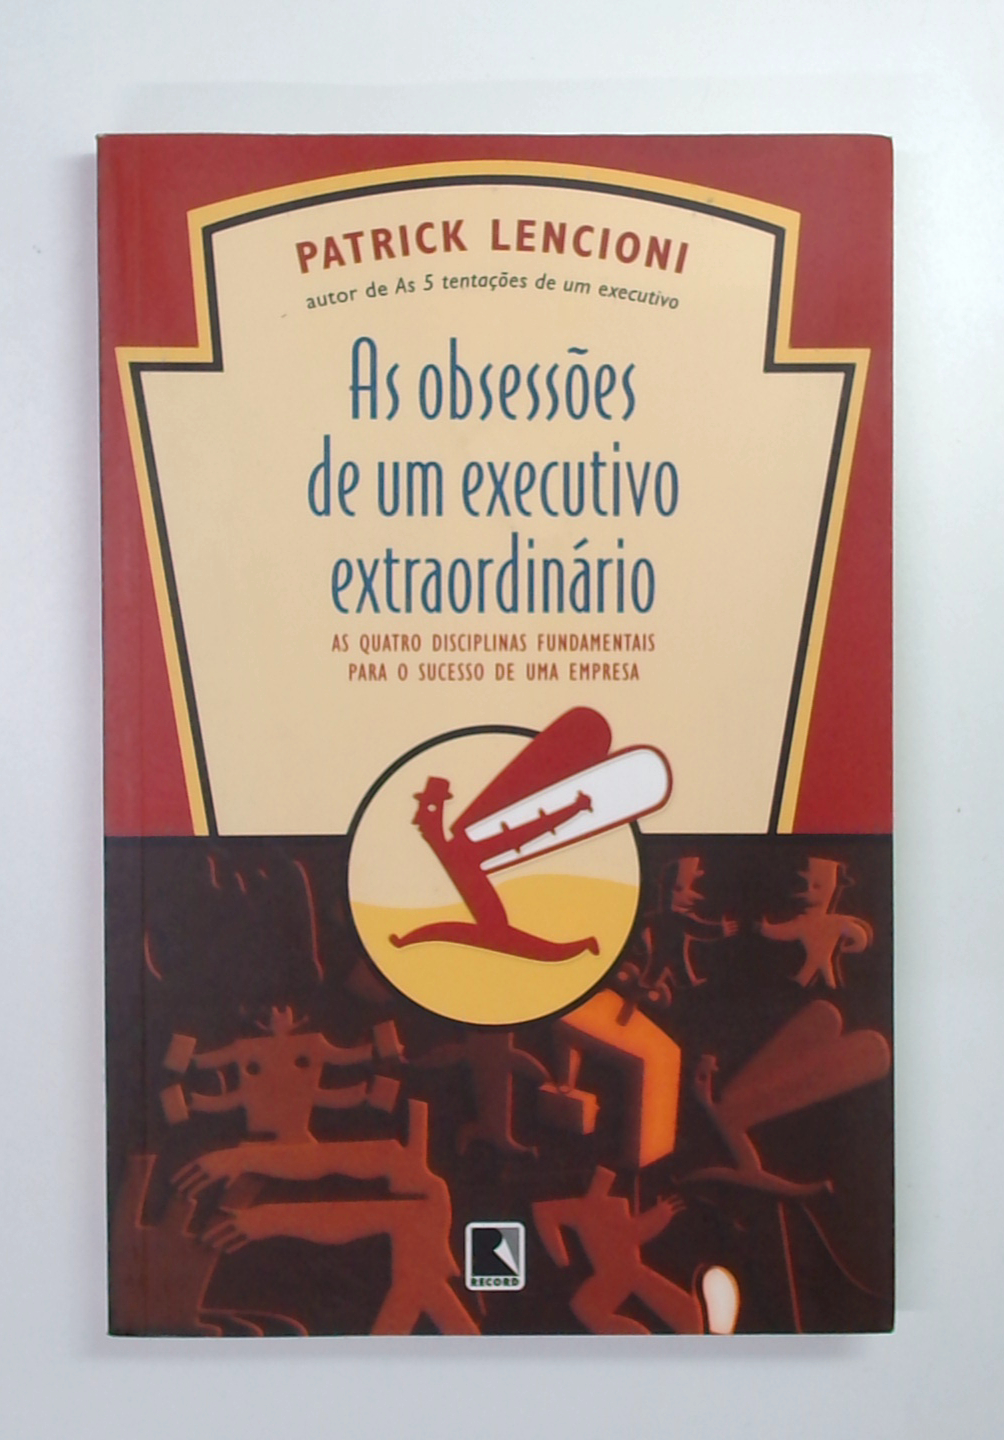 PATRICK LENCIONI
autor de As 5 tentações de um executivo
As obsessões
de um executivo
extraordinário
AS QUATRO DISCIPLINAS FUNDAMENTAIS
PARA O SUCESSO DE UMA EMPRESA
R
RECORD